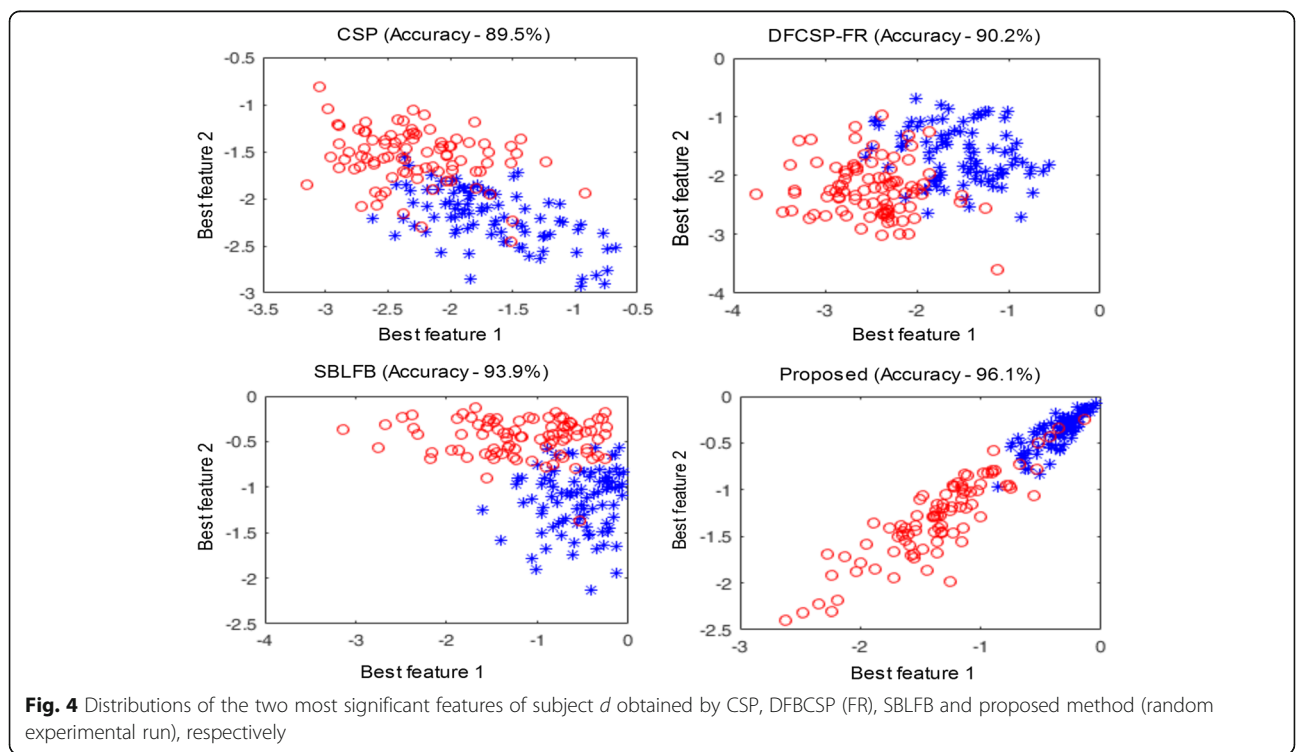 CSP (Accuracy - 89.5%)
-0.5
-1
-1.5
-2
-2.5
-3
Best feature 2
-3.5 -3 -2.5 -2 -1.5 -1 -0.5
Best feature 1
DFCSP-FR (Accuracy - 90.2%)
0
-1
-2
-3
-4
Best feature 2
-4 -3 -2 -1 0
Best feature 1
SBLFB (Accuracy - 93.9%)
0
-0.5
-1
-1.5
-2
-2.5
Best feature 2
-4 -3 -2 -1 0
Best feature 1
Proposed (Accuracy - 96.1%)
0
-0.5
-1
-1.5
-2
-2.5
Best feature 2
-3 -2 -1 0
Best feature 1
Fig. 4 Distributions of the two most significant features of subject d obtained by CSP, DFBCSP (FR), SBLFB and proposed method (random
experimental run), respectively